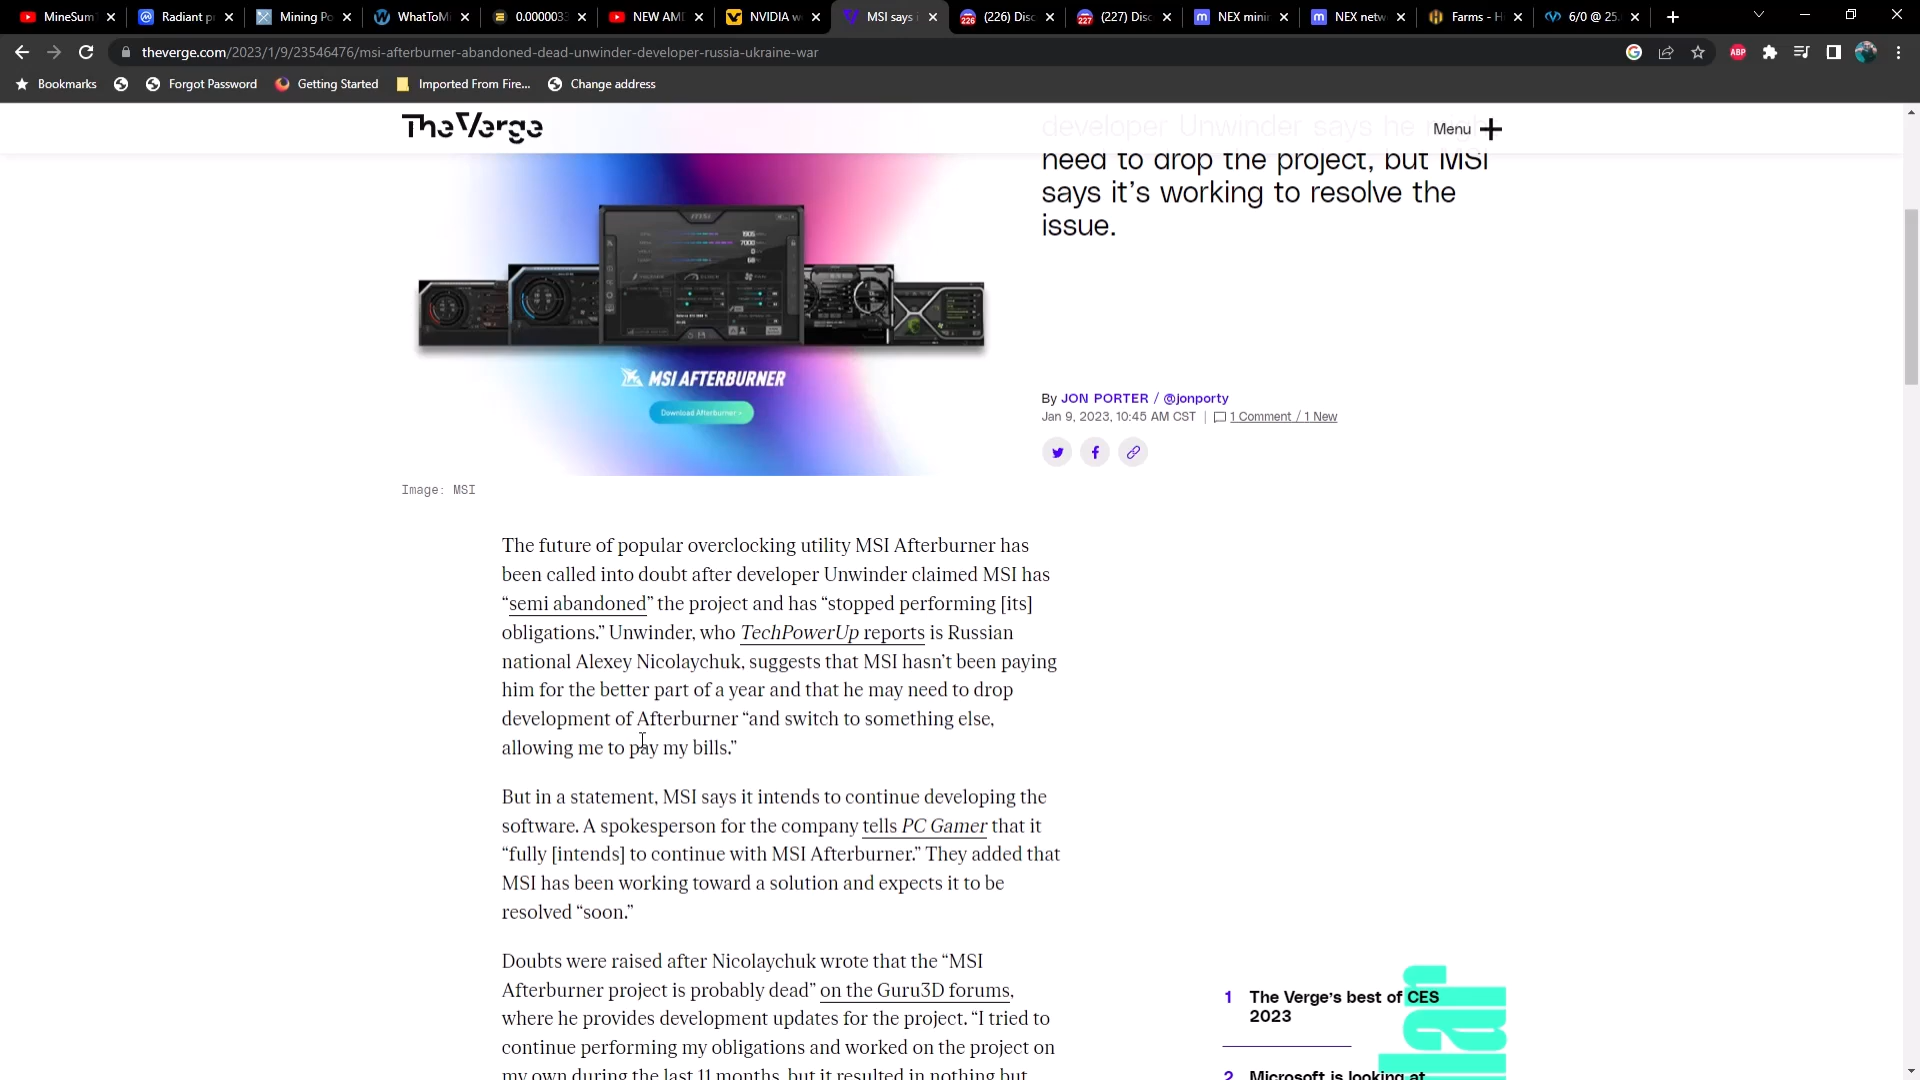 MineSum
Radiant p
Mining Po
WhatToMi
0.0000033
NEW AMD
NVIDIA w
MSI says i
(226) Disc
(227) Disc
NEX minin
NEX netw
Farms - H
6/0 @ 25.
theverge.com/2023/1/9/23546476/msi-afterburner-abandoned-dead-unwinder-developer-russia-ukraine-war
ABP
Bookmarks
Forgot Password
Getting Started
Imported From Fire...
Change address
TheVerge
Menu
developer Unwinder says he
need to drop the project, but MSI
says it's working to resolve the
issue.
MSI AFTERBURNER
Download Afterburner >
By JON PORTER / @jonporty
Jan 9, 2023, 10:45 AM CST | 1 Comment / 1 New
Image: MSI
The future of popular overclocking utility MSI Afterburner has
been called into doubt after developer Unwinder claimed MSI has
“semi abandoned” the project and has “stopped performing [its]
obligations.” Unwinder, who TechPowerUp reports is Russian
national Alexey Nicolaychuk, suggests that MSI hasn’t been paying
him for the better part of a year and that he may need to drop
development of Afterburner “and switch to something else,
allowing me to pay my bills.”
But in a statement, MSI says it intends to continue developing the
software. A spokesperson for the company tells PC Gamer that it
“fully [intends] to continue with MSI Afterburner.” They added that
MSI has been working toward a solution and expects it to be
resolved “soon.”
Doubts were raised after Nicolaychuk wrote that the “MSI
Afterburner project is probably dead” on the Guru3D forums,
where he provides development updates for the project. “I tried to
continue performing my obligations and worked on the project on
my own during the last 11 months, but it resulted in nothing but
1 The Verge’s best of CES
2023
2 Microsoft is looking at